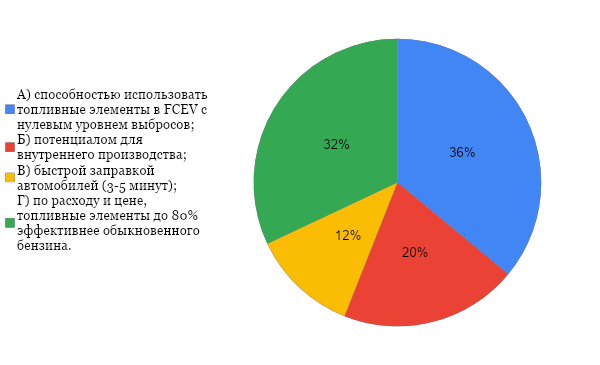 А) способностью использовать
топливные элементы в FCEV с
нулевым уровнем выбросов;
Б) потенциалом для
внутреннего производства;
В) быстрой заправкой
автомобилей (3-5 минут);
Г) по расходу и цене,
топливные элементы до 80%
эффективнее обыкновенного
бензина.
36%
20%
12%
32%